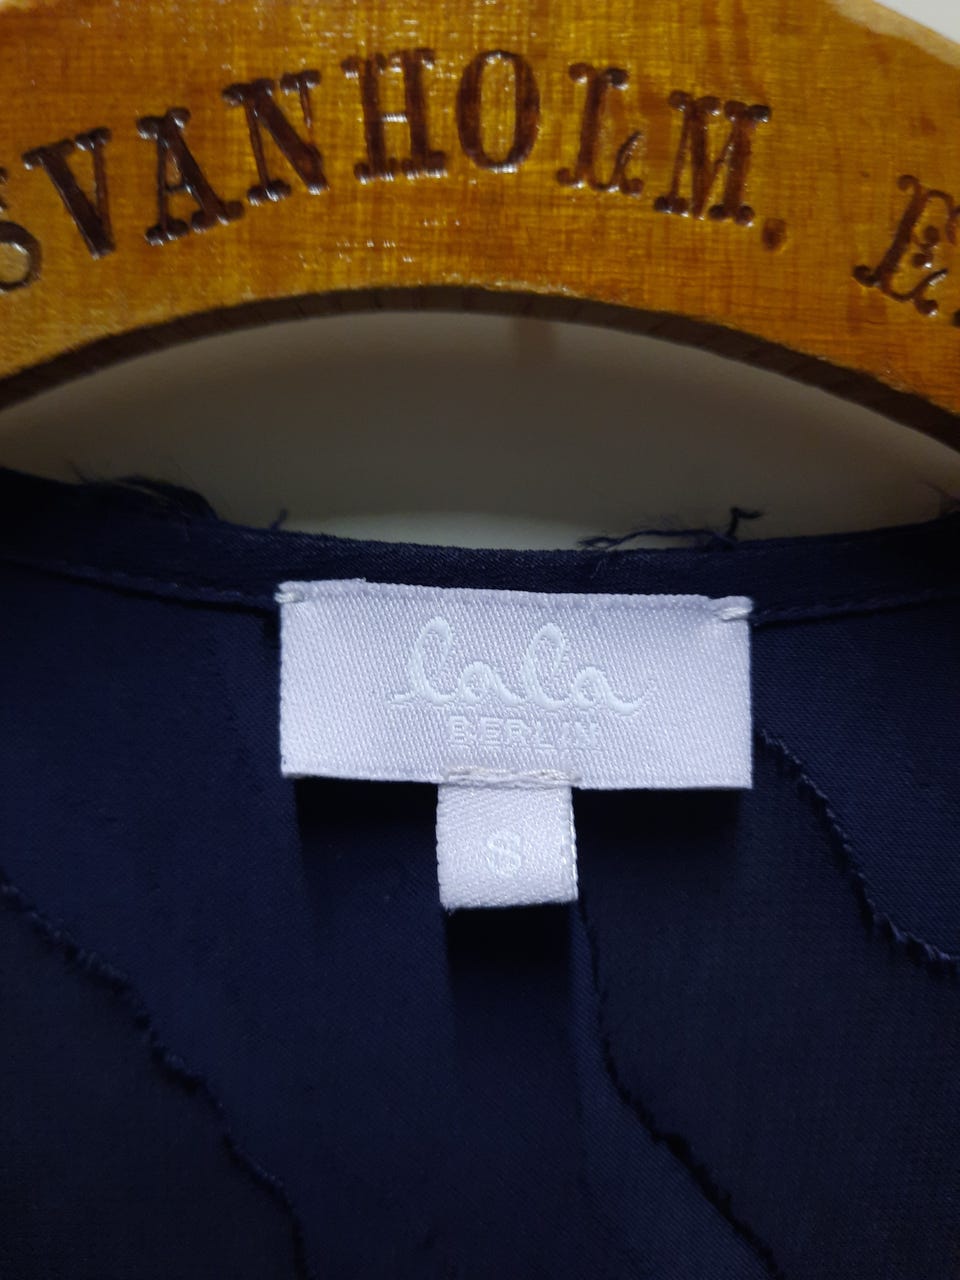 SVANHOLM. E.
lala
BERLIN
S